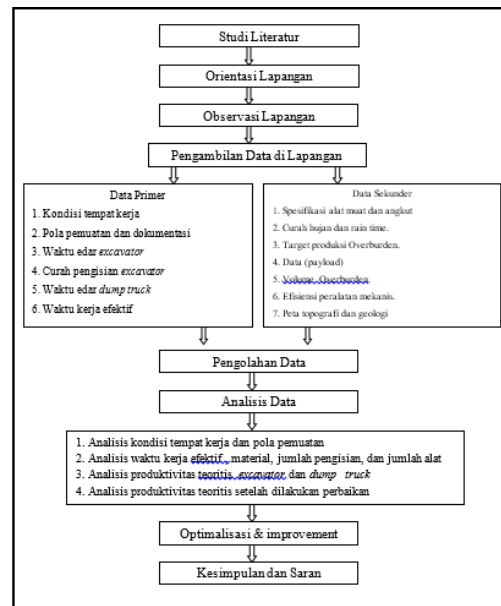 Studi Literatur
Orientasi Lapangan
Observasi Lapangan
Pengambilan Data di Lapangan
Data Primer
1. Kondisi tempat kerja
2. Pola pemuatan dan dokumentasi
3. Waktu edar excavator
4. Curah pengisian excavator
5. Waktu edar dump truck
6. Waktu kerja efektif
Data Sekunder
1. Spesifikasi alat muat dan angkut
2. Curah hujan dan rain time.
3. Target produksi Overburden.
4. Data (payload)
5. Volume Overburden
6. Efisiensi peralatan mekanis.
7. Peta topografi dan geologi
Pengolahan Data
Analisis Data
1. Analisis kondisi tempat kerja dan pola pemuatan
2. Analisis waktu kerja efektif, material, jumlah pengisian, dan jumlah alat
3. Analisis produktivitas teoritis excavator dan dump truck
4. Analisis produktivitas teoritis setelah dilakukan perbaikan
Optimalisasi & improvement
Kesimpulan dan Saran